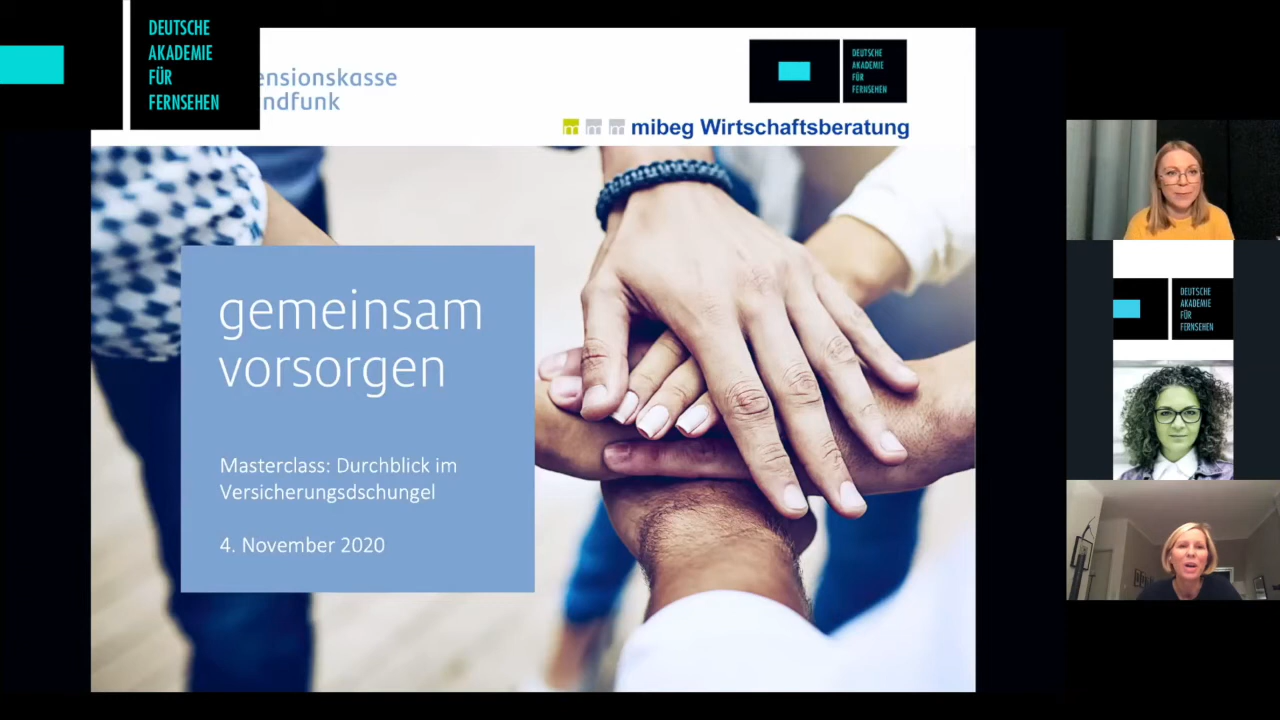 DEUTSCHE
AKADEMIE
FÜR
FERNSEHEN
ensionskasse
ndfunk
DEUTSCHE
AKADEMIE
FÜR
FERNSEHEN
m m m mibeg Wirtschaftsberatung
gemeinsam
vorsorgen
Masterclass: Durchblick im
Versicherungsdschungel
4. November 2020
DEUTSCHE
AKADEMIE
FÜR
FERNSEHEN